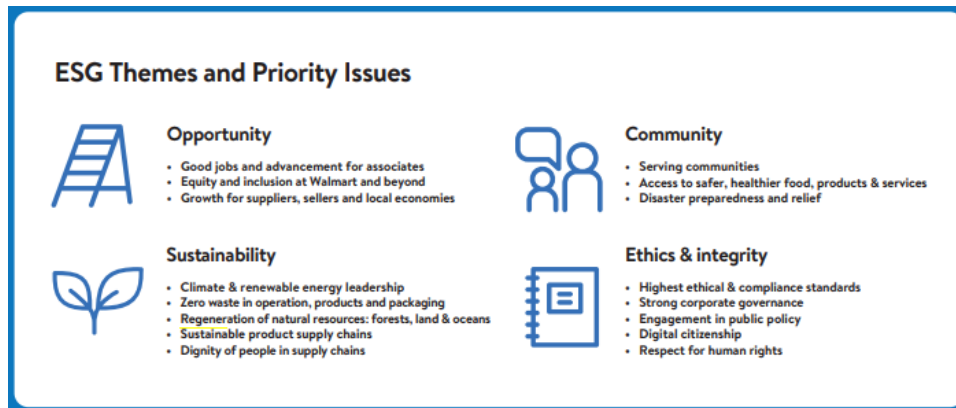 ESG Themes and Priority Issues
Opportunity
• Good jobs and advancement for associates
• Equity and inclusion at Walmart and beyond
• Growth for suppliers, sellers and local economies
Community
• Serving communities
• Access to safer, healthier food, products & services
• Disaster preparedness and relief
Sustainability
• Climate & renewable energy leadership
• Zero waste in operation, products and packaging
• Regeneration of natural resources: forests, land & oceans
• Sustainable product supply chains
• Dignity of people in supply chains
Ethics & integrity
• Highest ethical & compliance standards
• Strong corporate governance
• Engagement in public policy
• Digital citizenship
• Respect for human rights